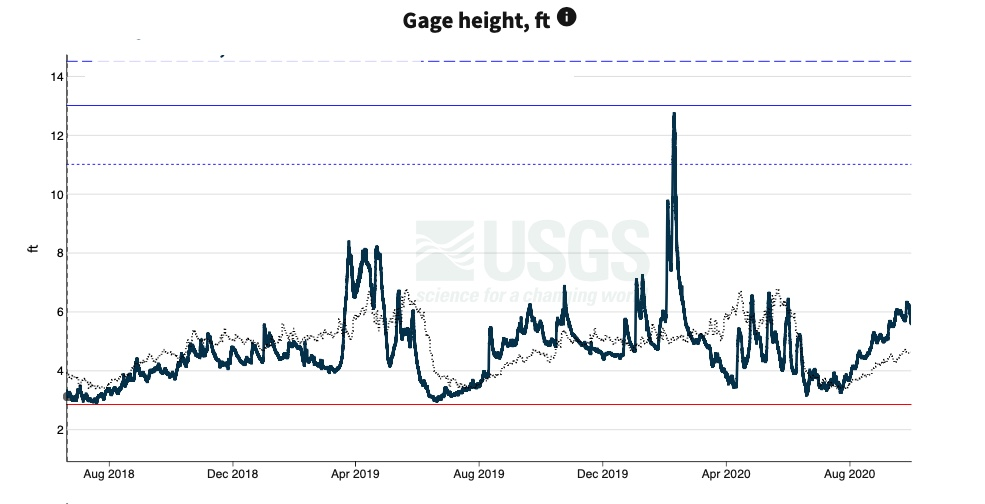 Gage height, ft i
14
12
10
8
6
4
2
ft
USGS
science for a changing wor
Aug 2018 Dec 2018 Apr 2019 Aug 2019 Dec 2019 Apr 2020 Aug 2020